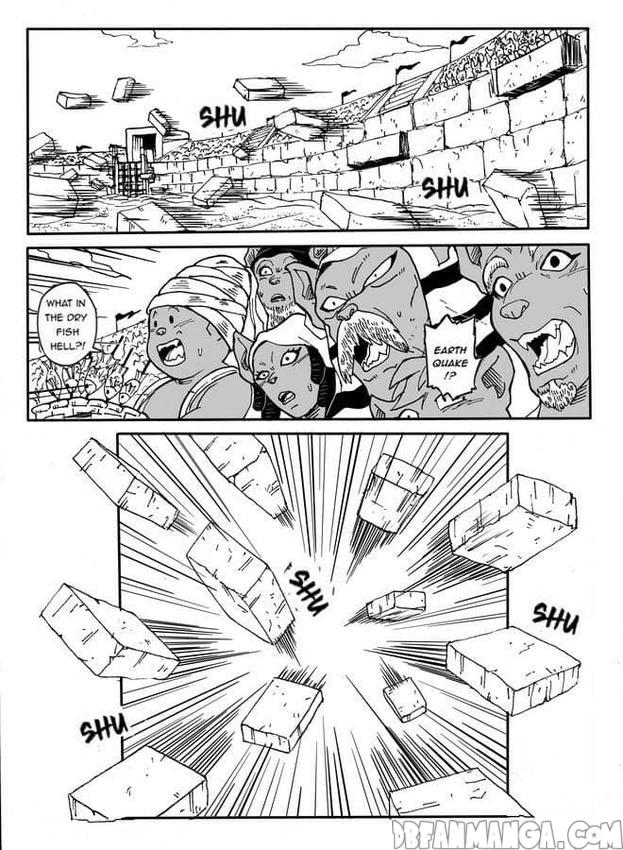 SHU
SHU
WHAT IN
THE DRY
FISH
HELL?!
EARTH
QUAKE
!?
SHU
SHU
SHU
DBFANMANGA.COM